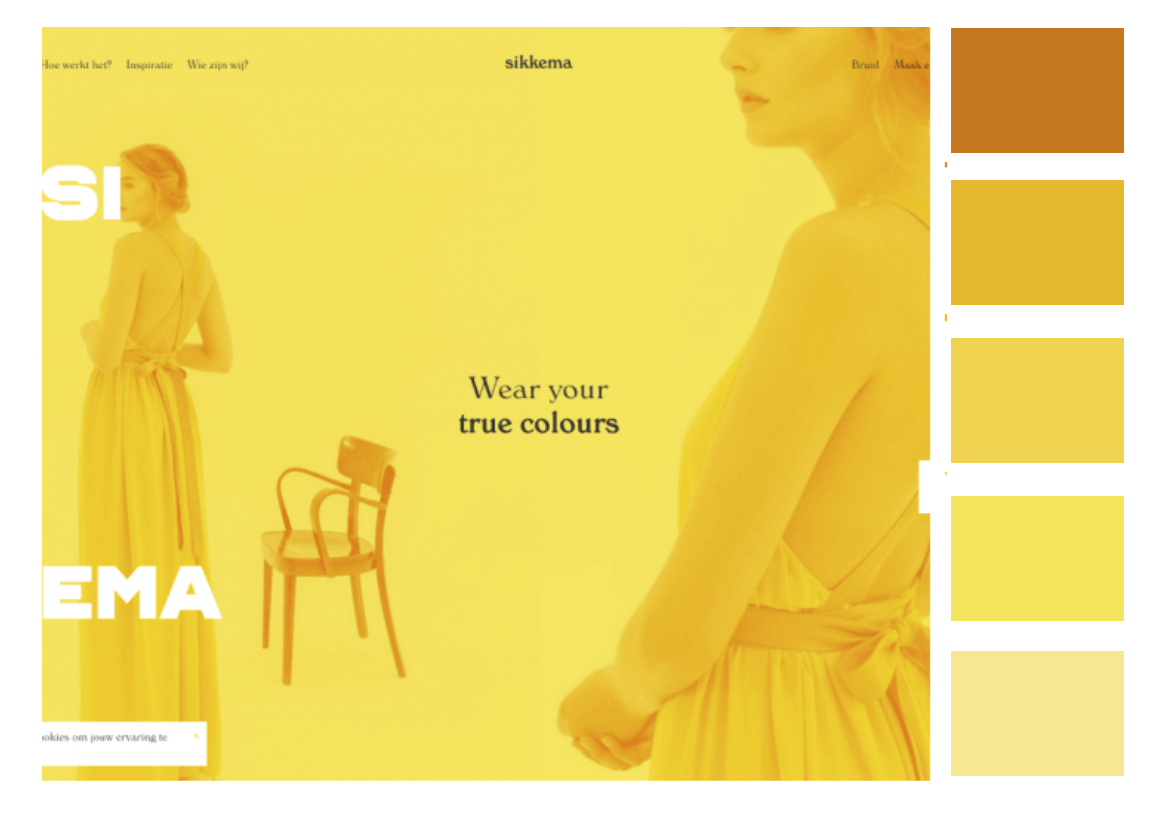 Hoe werkt het? Inspiratie Wie zijn wij?
sikkema
Bruid Maak
SI
Wear your
true colours
EMA
om jouw ervaring te